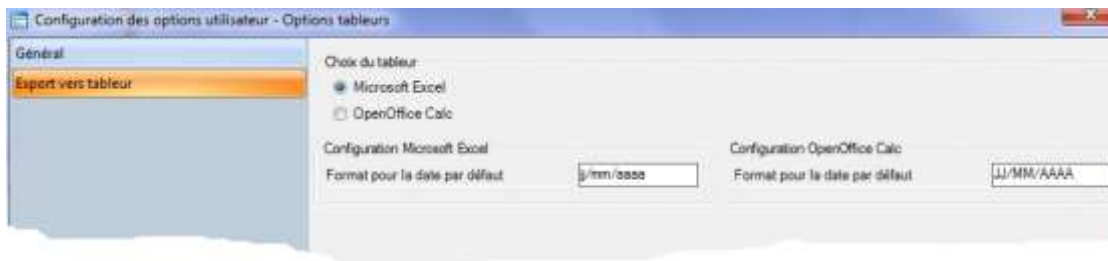 Configuration des options utilisateur - Options tableurs
Général
Export vers tableur
Choix du tableur
Microsoft Excel
OpenOffice Calc
Configuration Microsoft Excel
Configuration OpenOffice Calc
Format pour la date par défaut
j/mm/aaaa
Format pour la date par défaut
JJ/MM/AAAA